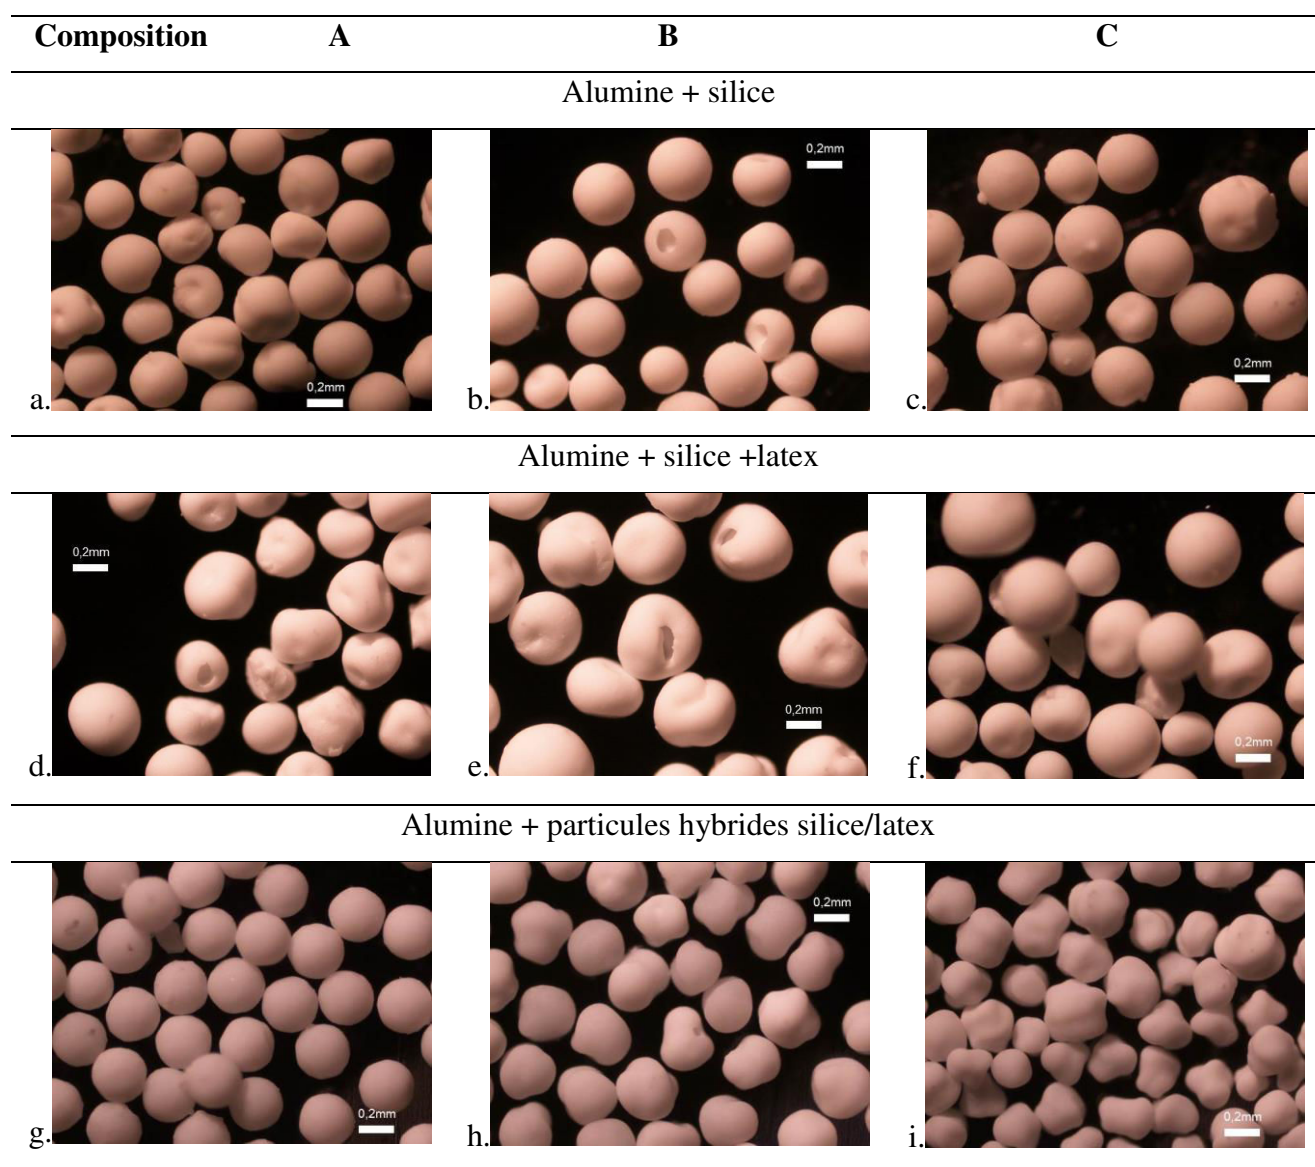 Composition A B C
Alumine + silice
0,2mm
0,2mm
0,2mm
a. b. c.
Alumine + silice +latex
0,2mm
0,2mm
0,2mm
d. e. f.
Alumine + particules hybrides silice/latex
0,2mm
0,2mm
0,2mm
g. h. i.